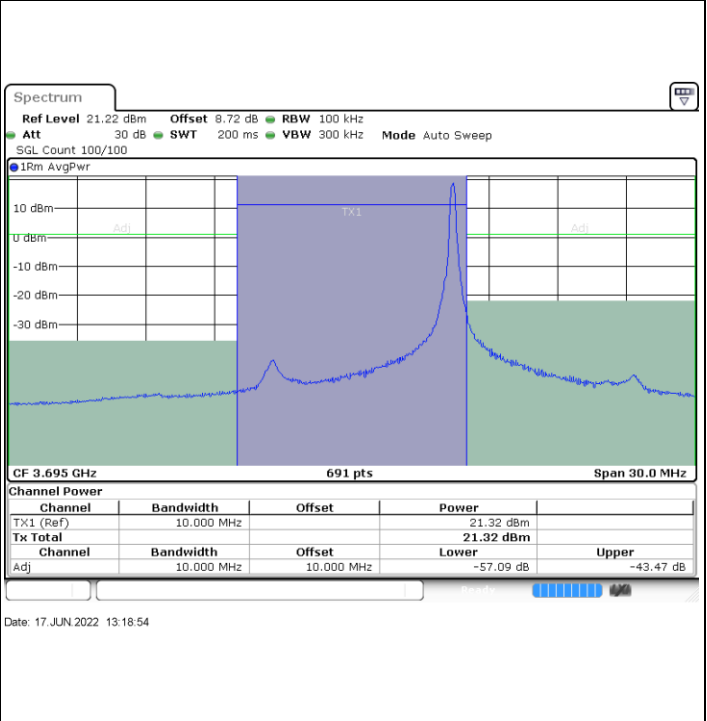 Spectrum
Ref Level 21.22 dBm Offset 8.72 dB RBW 100 kHz
Att 30 dB SWT 200 ms VBW 300 kHz Mode Auto Sweep
SGL Count 100/100
1Rm AvgPwr
10 dBm
TX1
Adj Adj
0 dBm
-10 dBm
-20 dBm
-30 dBm
CF 3.695 GHz 691 pts Span 30.0 MHz
Channel Power
Channel Bandwidth Offset Power
TX1 (Ref) 10.000 MHz 21.32 dBm
Tx Total 21.32 dBm
Channel Bandwidth Offset Lower Upper
Adj 10.000 MHz 10.000 MHz -57.09 dB -43.47 dB
Ready
Date: 17.JUN.2022 13:18:54